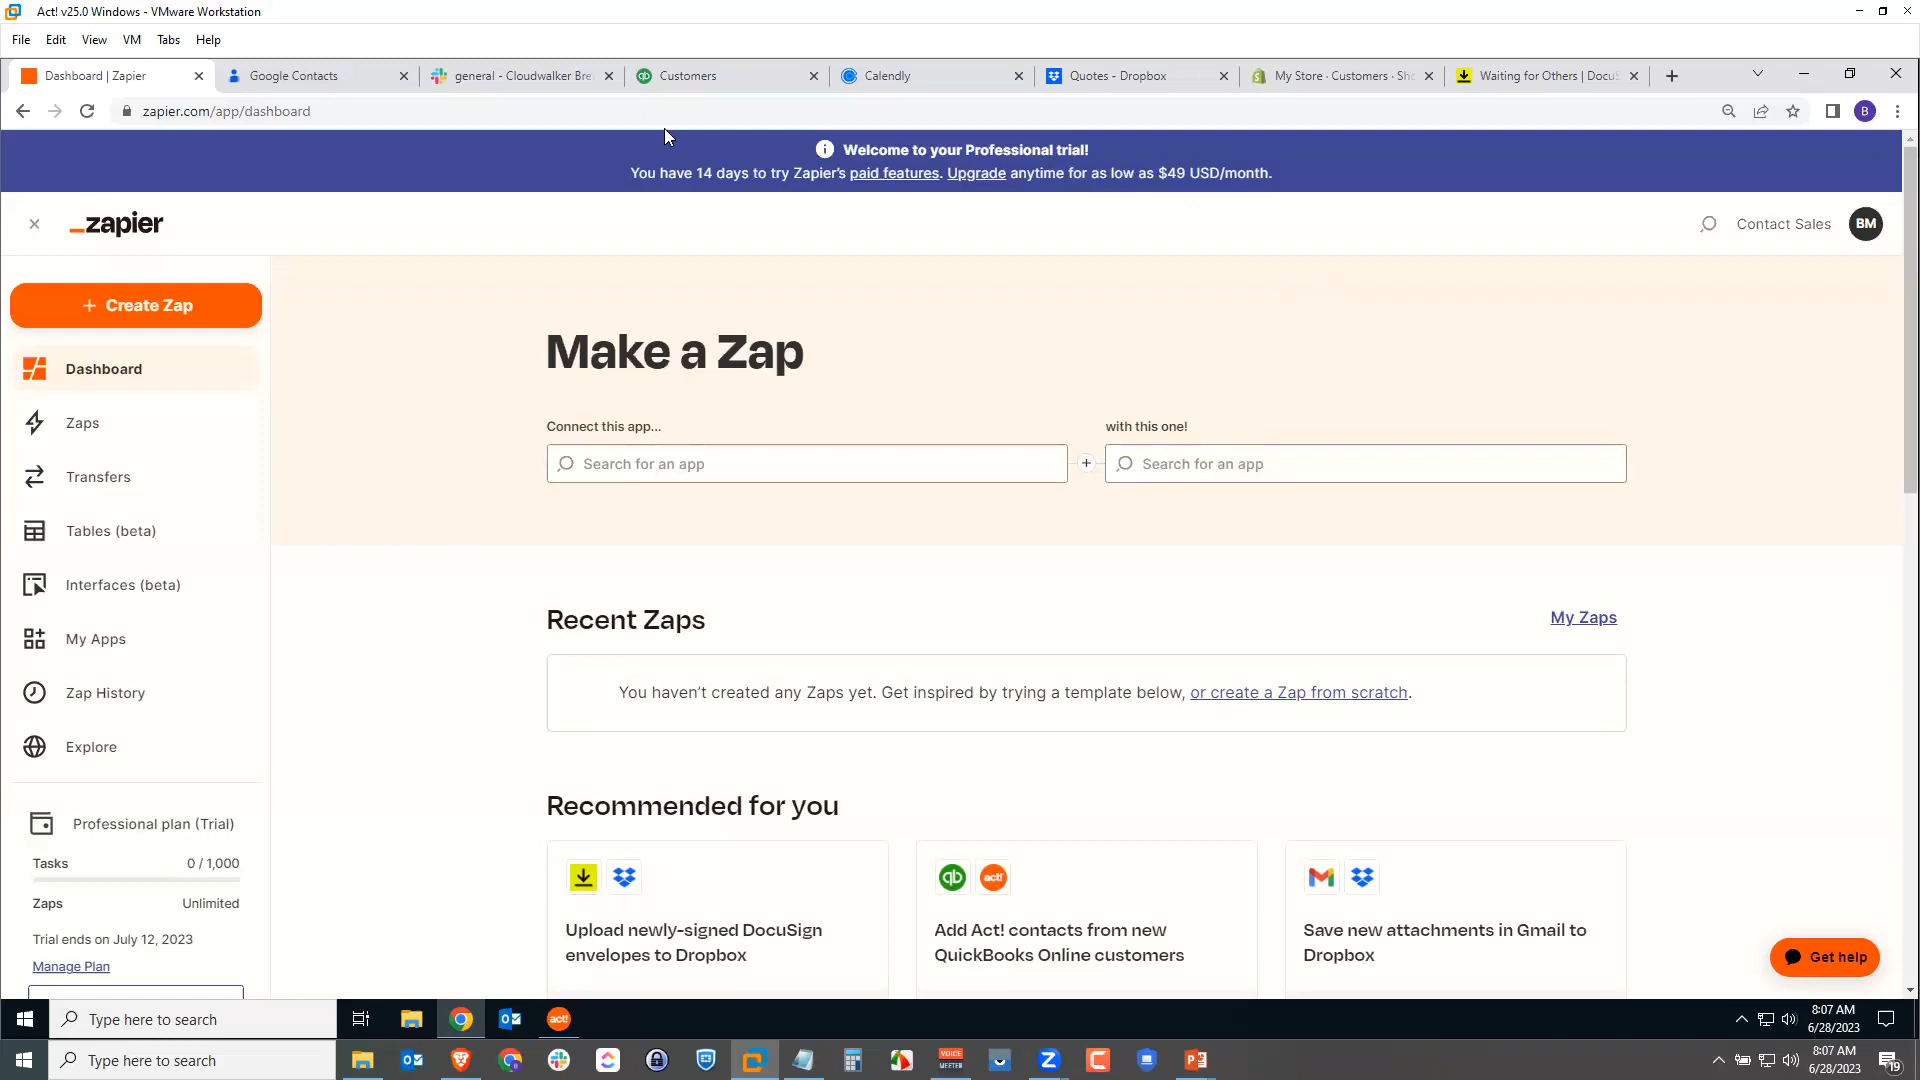 Act! v25.0 Windows - VMware Workstation
File Edit View VM Tabs Help
Dashboard | Zapier
Google Contacts
general - Cloudwalker Bre
Customers
Calendly
Quotes - Dropbox
My Store · Customers · Sho
Waiting for Others | DocuS
zapier.com/app/dashboard
B
Welcome to your Professional trial!
You have 14 days to try Zapier's paid features. Upgrade anytime for as low as $49 USD/month.
zapier
Contact Sales
BM
+ Create Zap
Dashboard
Zaps
Transfers
Tables (beta)
Interfaces (beta)
My Apps
Zap History
Explore
Professional plan (Trial)
Tasks 0 / 1,000
Zaps Unlimited
Trial ends on July 12, 2023
Manage Plan
Make a Zap
Connect this app...
with this one!
Search for an app
Search for an app
Recent Zaps
My Zaps
You haven't created any Zaps yet. Get inspired by trying a template below, or create a Zap from scratch.
Recommended for you
Upload newly-signed DocuSign
envelopes to Dropbox
qb act!
Add Act! contacts from new
QuickBooks Online customers
Save new attachments in Gmail to
Dropbox
Get help
Type here to search
act!
8:07 AM
6/28/2023
Type here to search
VOICE
MEETER
8:07 AM
6/28/2023
19